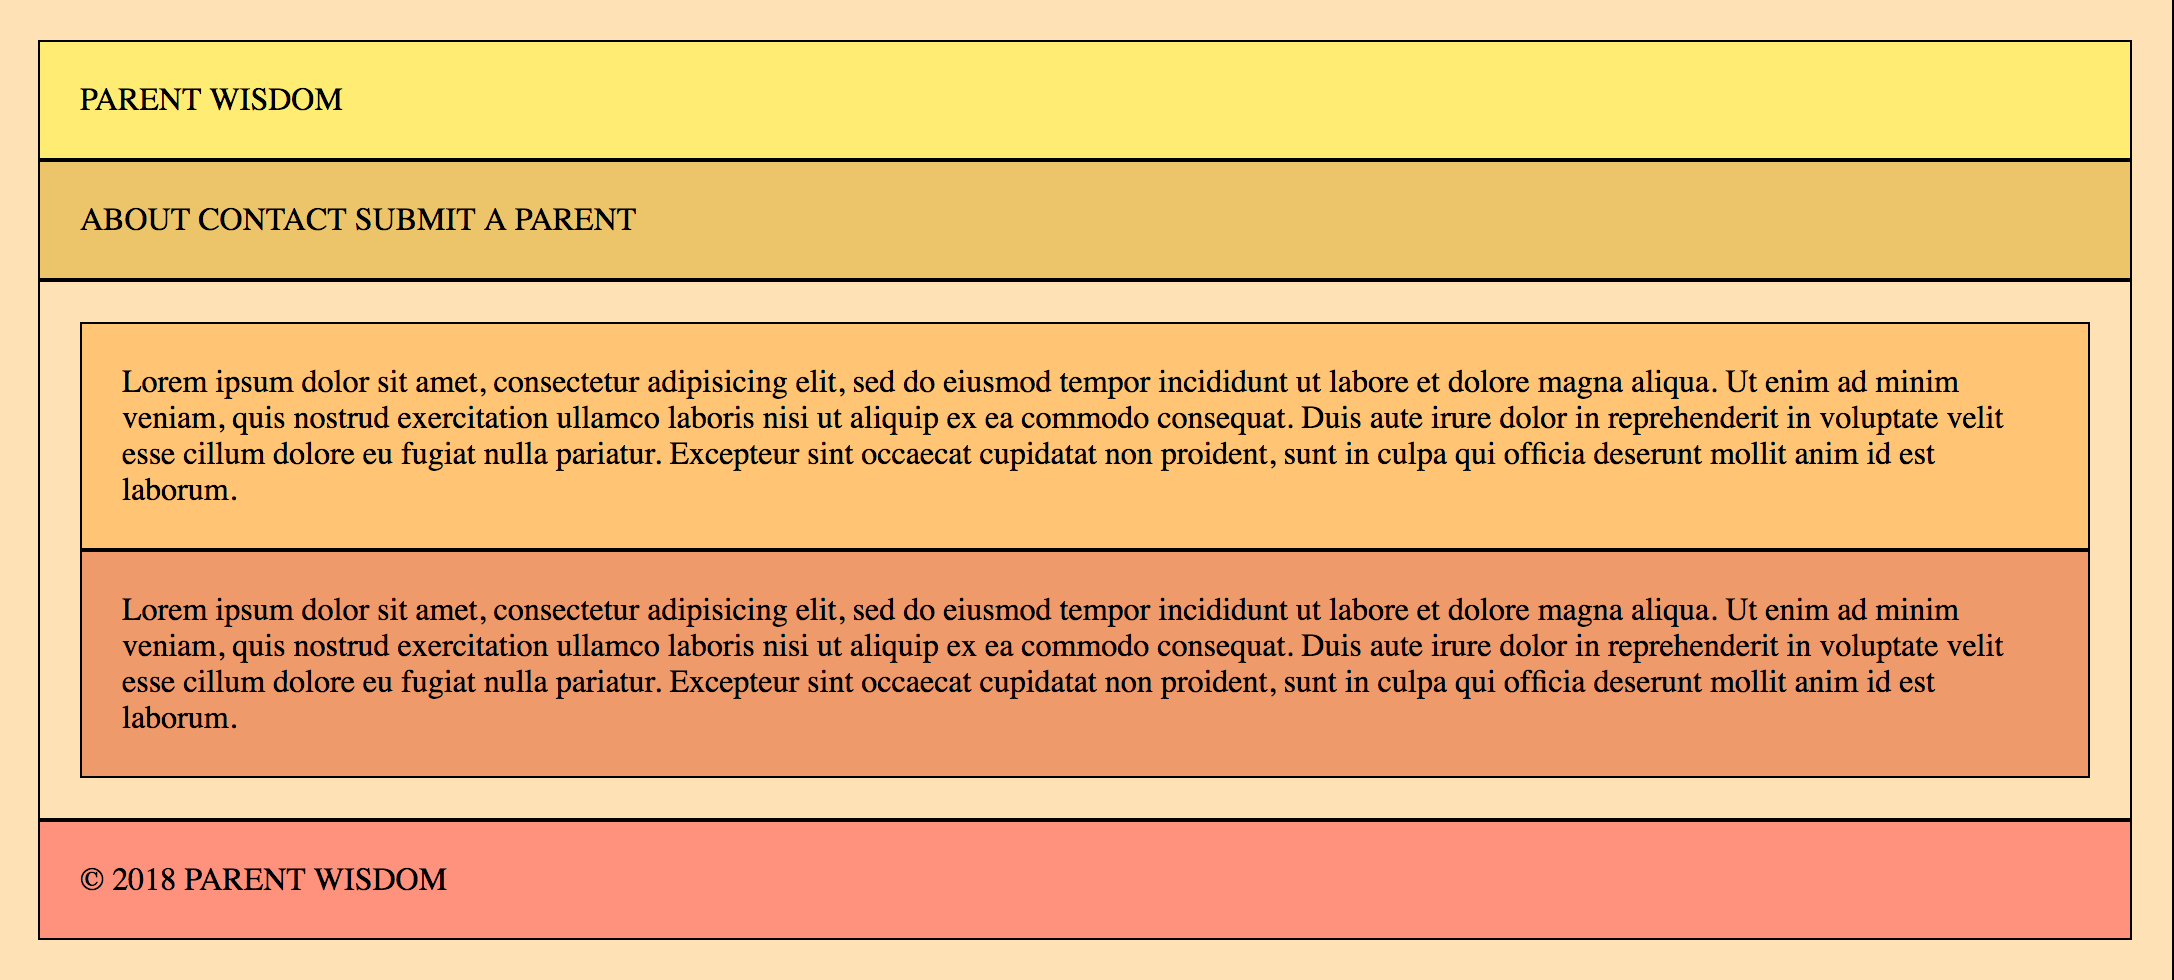 PARENT WISDOM
ABOUT CONTACT SUBMIT A PARENT
Lorem ipsum dolor sit amet, consectetur adipisicing elit, sed do eiusmod tempor incididunt ut labore et dolore magna aliqua. Ut enim ad minim
veniam, quis nostrud exercitation ullamco laboris nisi ut aliquip ex ea commodo consequat. Duis aute irure dolor in reprehenderit in voluptate velit
esse cillum dolore eu fugiat nulla pariatur. Excepteur sint occaecat cupidatat non proident, sunt in culpa qui officia deserunt mollit anim id est
laborum.
Lorem ipsum dolor sit amet, consectetur adipisicing elit, sed do eiusmod tempor incididunt ut labore et dolore magna aliqua. Ut enim ad minim
veniam, quis nostrud exercitation ullamco laboris nisi ut aliquip ex ea commodo consequat. Duis aute irure dolor in reprehenderit in voluptate velit
esse cillum dolore eu fugiat nulla pariatur. Excepteur sint occaecat cupidatat non proident, sunt in culpa qui officia deserunt mollit anim id est
laborum.
© 2018 PARENT WISDOM